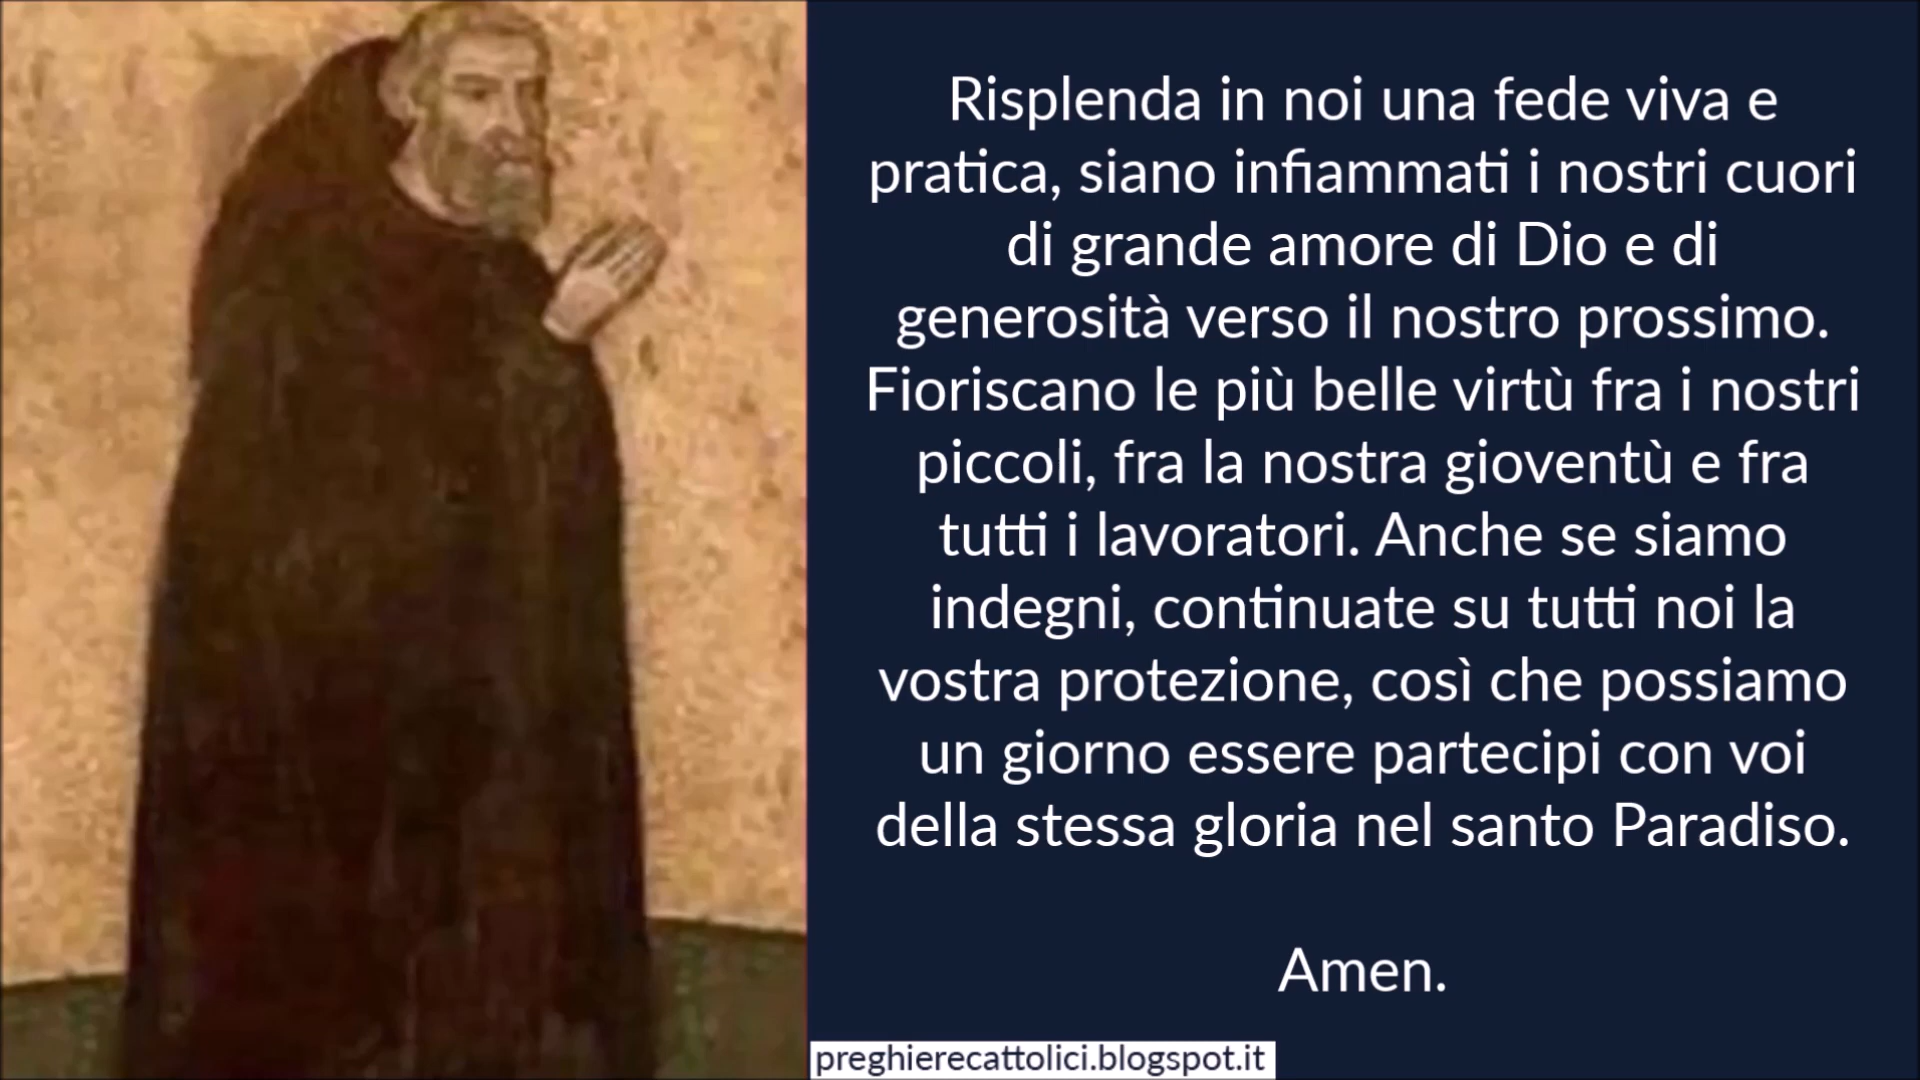 Risplenda in noi una fede viva e
pratica, siano infiammati i nostri cuori
di grande amore di Dio e di
generosità verso il nostro prossimo.
Fioriscano le più belle virtù fra i nostri
piccoli, fra la nostra gioventù e fra
tutti i lavoratori. Anche se siamo
indegni, continuate su tutti noi la
vostra protezione, così che possiamo
un giorno essere partecipi con voi
della stessa gloria nel santo Paradiso.
Amen.
preghierecattolici.blogspot.it